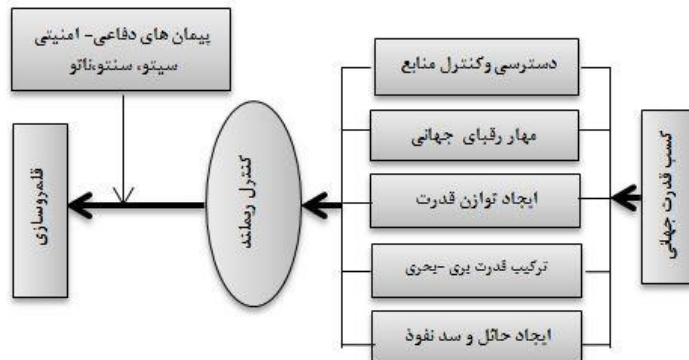 پیمان های دفاعی- امنیتی
سیتو، سنتو،ناتو
دسترسی وکنترل منابع
مهار رقبای جهانی
ایجاد توازن قدرت
ترکیب قدرت بری -بحری
ایجاد حائل و سد نفوذ
کسب قدرت جهانی
کنترل ریملند
قلمروسازی